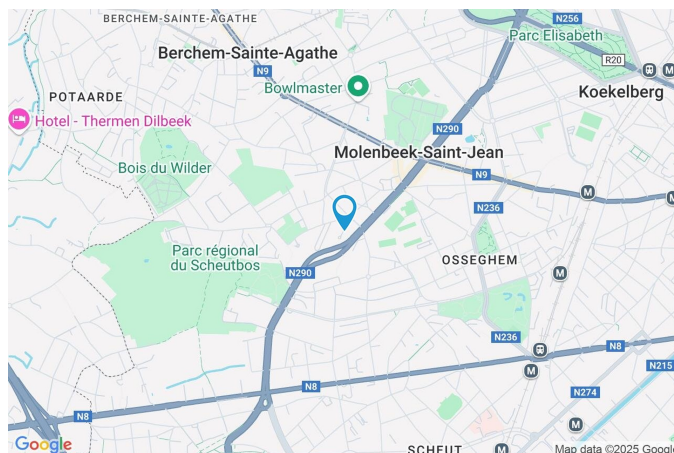 BERCHEM-SAINTE-AGATHE
N256
Parc Elisabeth
Berchem-Sainte-Agathe
N9
R20
M
Bowlmaster
Koekelberg
POTAARDE
Hotel - Thermen Dilbeek
N290
Molenbeek-Saint-Jean
Bois du Wilder
N9
M
M
N236
Parc régional
du Scheutbos
OSSEGHEM
N290
M
N236
N8
M
N215
N8
N274
M
N8
M
M
SCHEUT
Google
Map data ©2025 Google